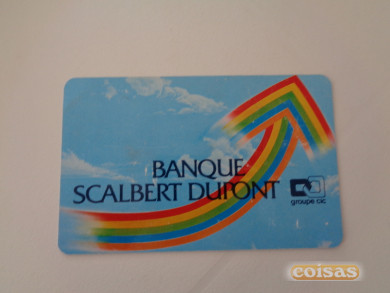 BANQUE
SCALBERT DUPONT
groupe cic
coisas